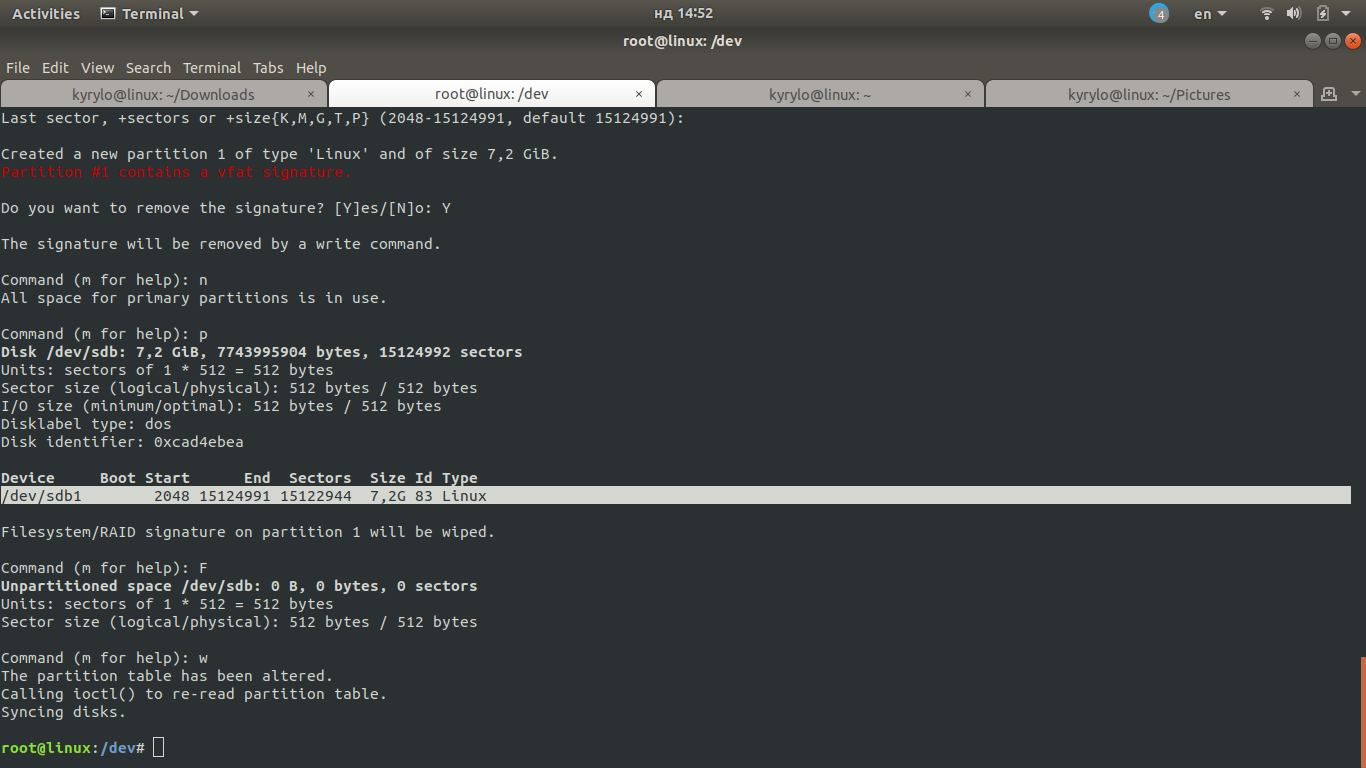 Activities Terminal нд 14:52 4 en
root@linux: /dev
File Edit View Search Terminal Tabs Help
kyrylo@linux: ~/Downloads × root@linux: /dev × kyrylo@linux: ~ × kyrylo@linux: ~/Pictures ×
Last sector, +sectors or +size{K,M,G,T,P} (2048-15124991, default 15124991):
Created a new partition 1 of type 'Linux' and of size 7,2 GiB.
Partition #1 contains a vfat signature.
Do you want to remove the signature? [Y]es/[N]o: Y
The signature will be removed by a write command.
Command (m for help): n
All space for primary partitions is in use.
Command (m for help): p
Disk /dev/sdb: 7,2 GiB, 7743995904 bytes, 15124992 sectors
Units: sectors of 1 * 512 = 512 bytes
Sector size (logical/physical): 512 bytes / 512 bytes
I/O size (minimum/optimal): 512 bytes / 512 bytes
Disklabel type: dos
Disk identifier: 0xcad4ebea
Device     Boot Start      End  Sectors  Size Id Type
/dev/sdb1        2048 15124991 15122944  7,2G 83 Linux
Filesystem/RAID signature on partition 1 will be wiped.
Command (m for help): F
Unpartitioned space /dev/sdb: 0 B, 0 bytes, 0 sectors
Units: sectors of 1 * 512 = 512 bytes
Sector size (logical/physical): 512 bytes / 512 bytes
Command (m for help): w
The partition table has been altered.
Calling ioctl() to re-read partition table.
Syncing disks.
root@linux:/dev#